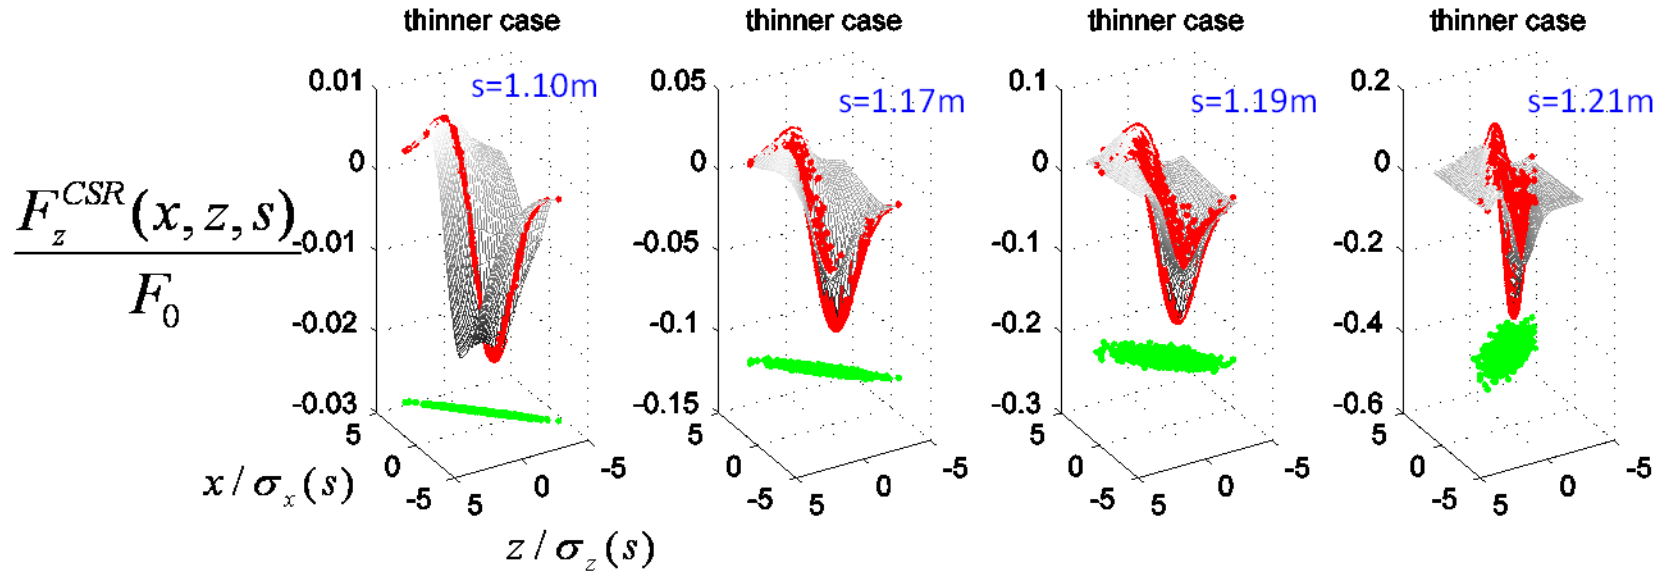 thinner case thinner case thinner case thinner case
s=1.10m s=1.17m s=1.19m s=1.21m
0.01 0.05 0.1 0.2
0 0 0 0
-0.01 -0.05 -0.1 -0.2
-0.02 -0.1 -0.2 -0.4
-0.03 -0.15 -0.3 -0.6
F_z^{CSR}(x, z, s)
F_0
5 0 -5 5 0 -5
5 0 -5 5 0 -5
5 0 -5 5 0 -5
5 0 -5 5 0 -5
x / σ_x (s)
z / σ_z (s)